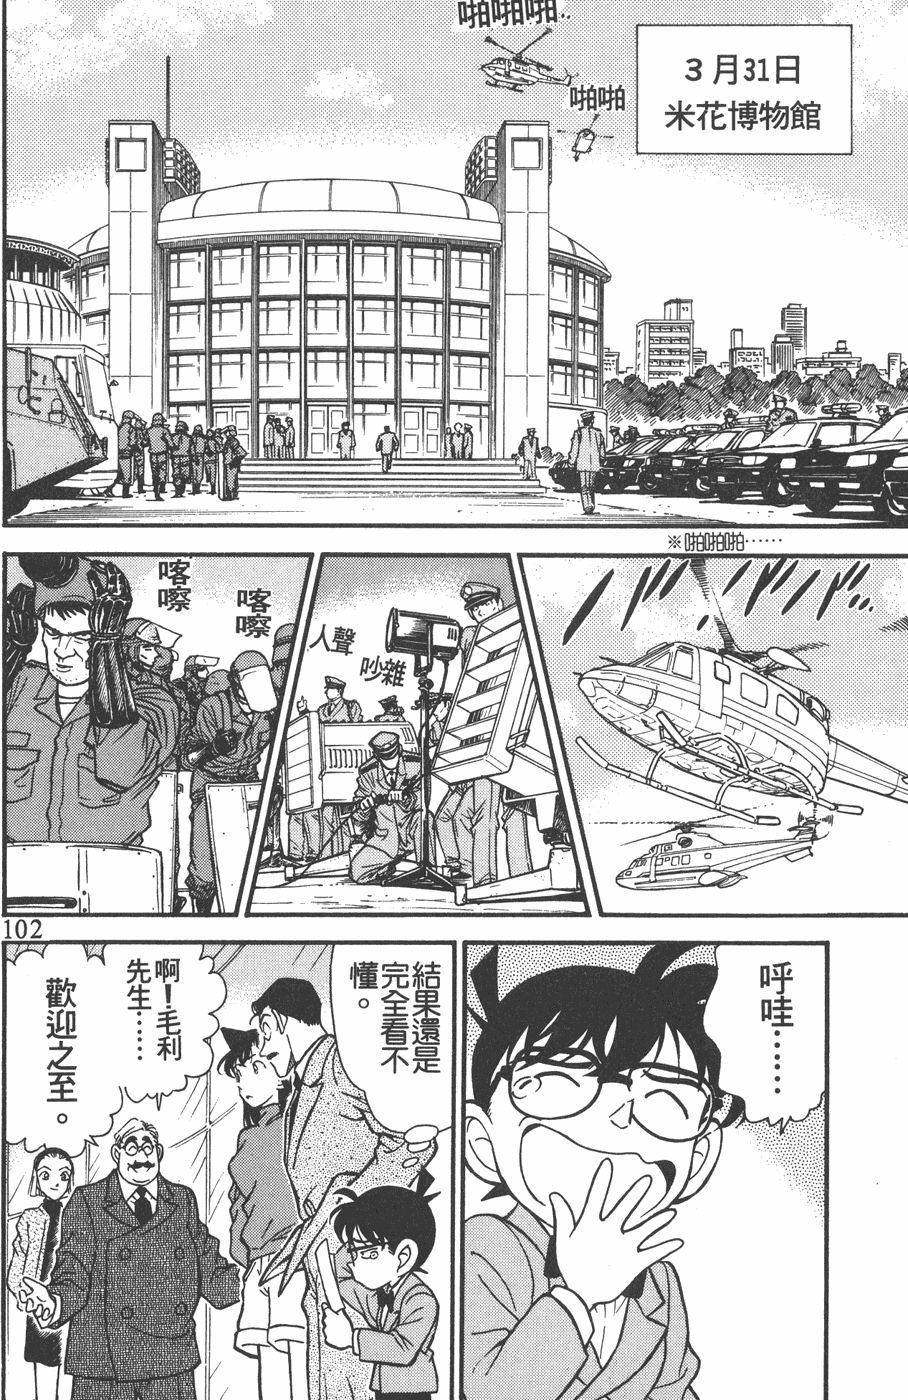 啪啪啪..
3月31日
米花博物館
啪啪
※啪啪啪……
人聲
吵雜
喀嚓
喀嚓
102
呼哇……
結果還是
完全看不
懂。
啊！毛利
先生……
歡迎之至。